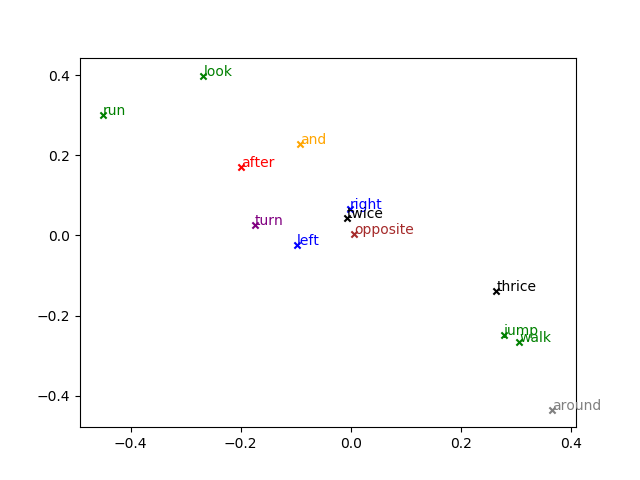 look
run
and
after
right
twice
turn
opposite
left
thrice
jump
walk
around
0.4
0.2
0.0
−0.2
−0.4
−0.4
−0.2
0.0
0.2
0.4